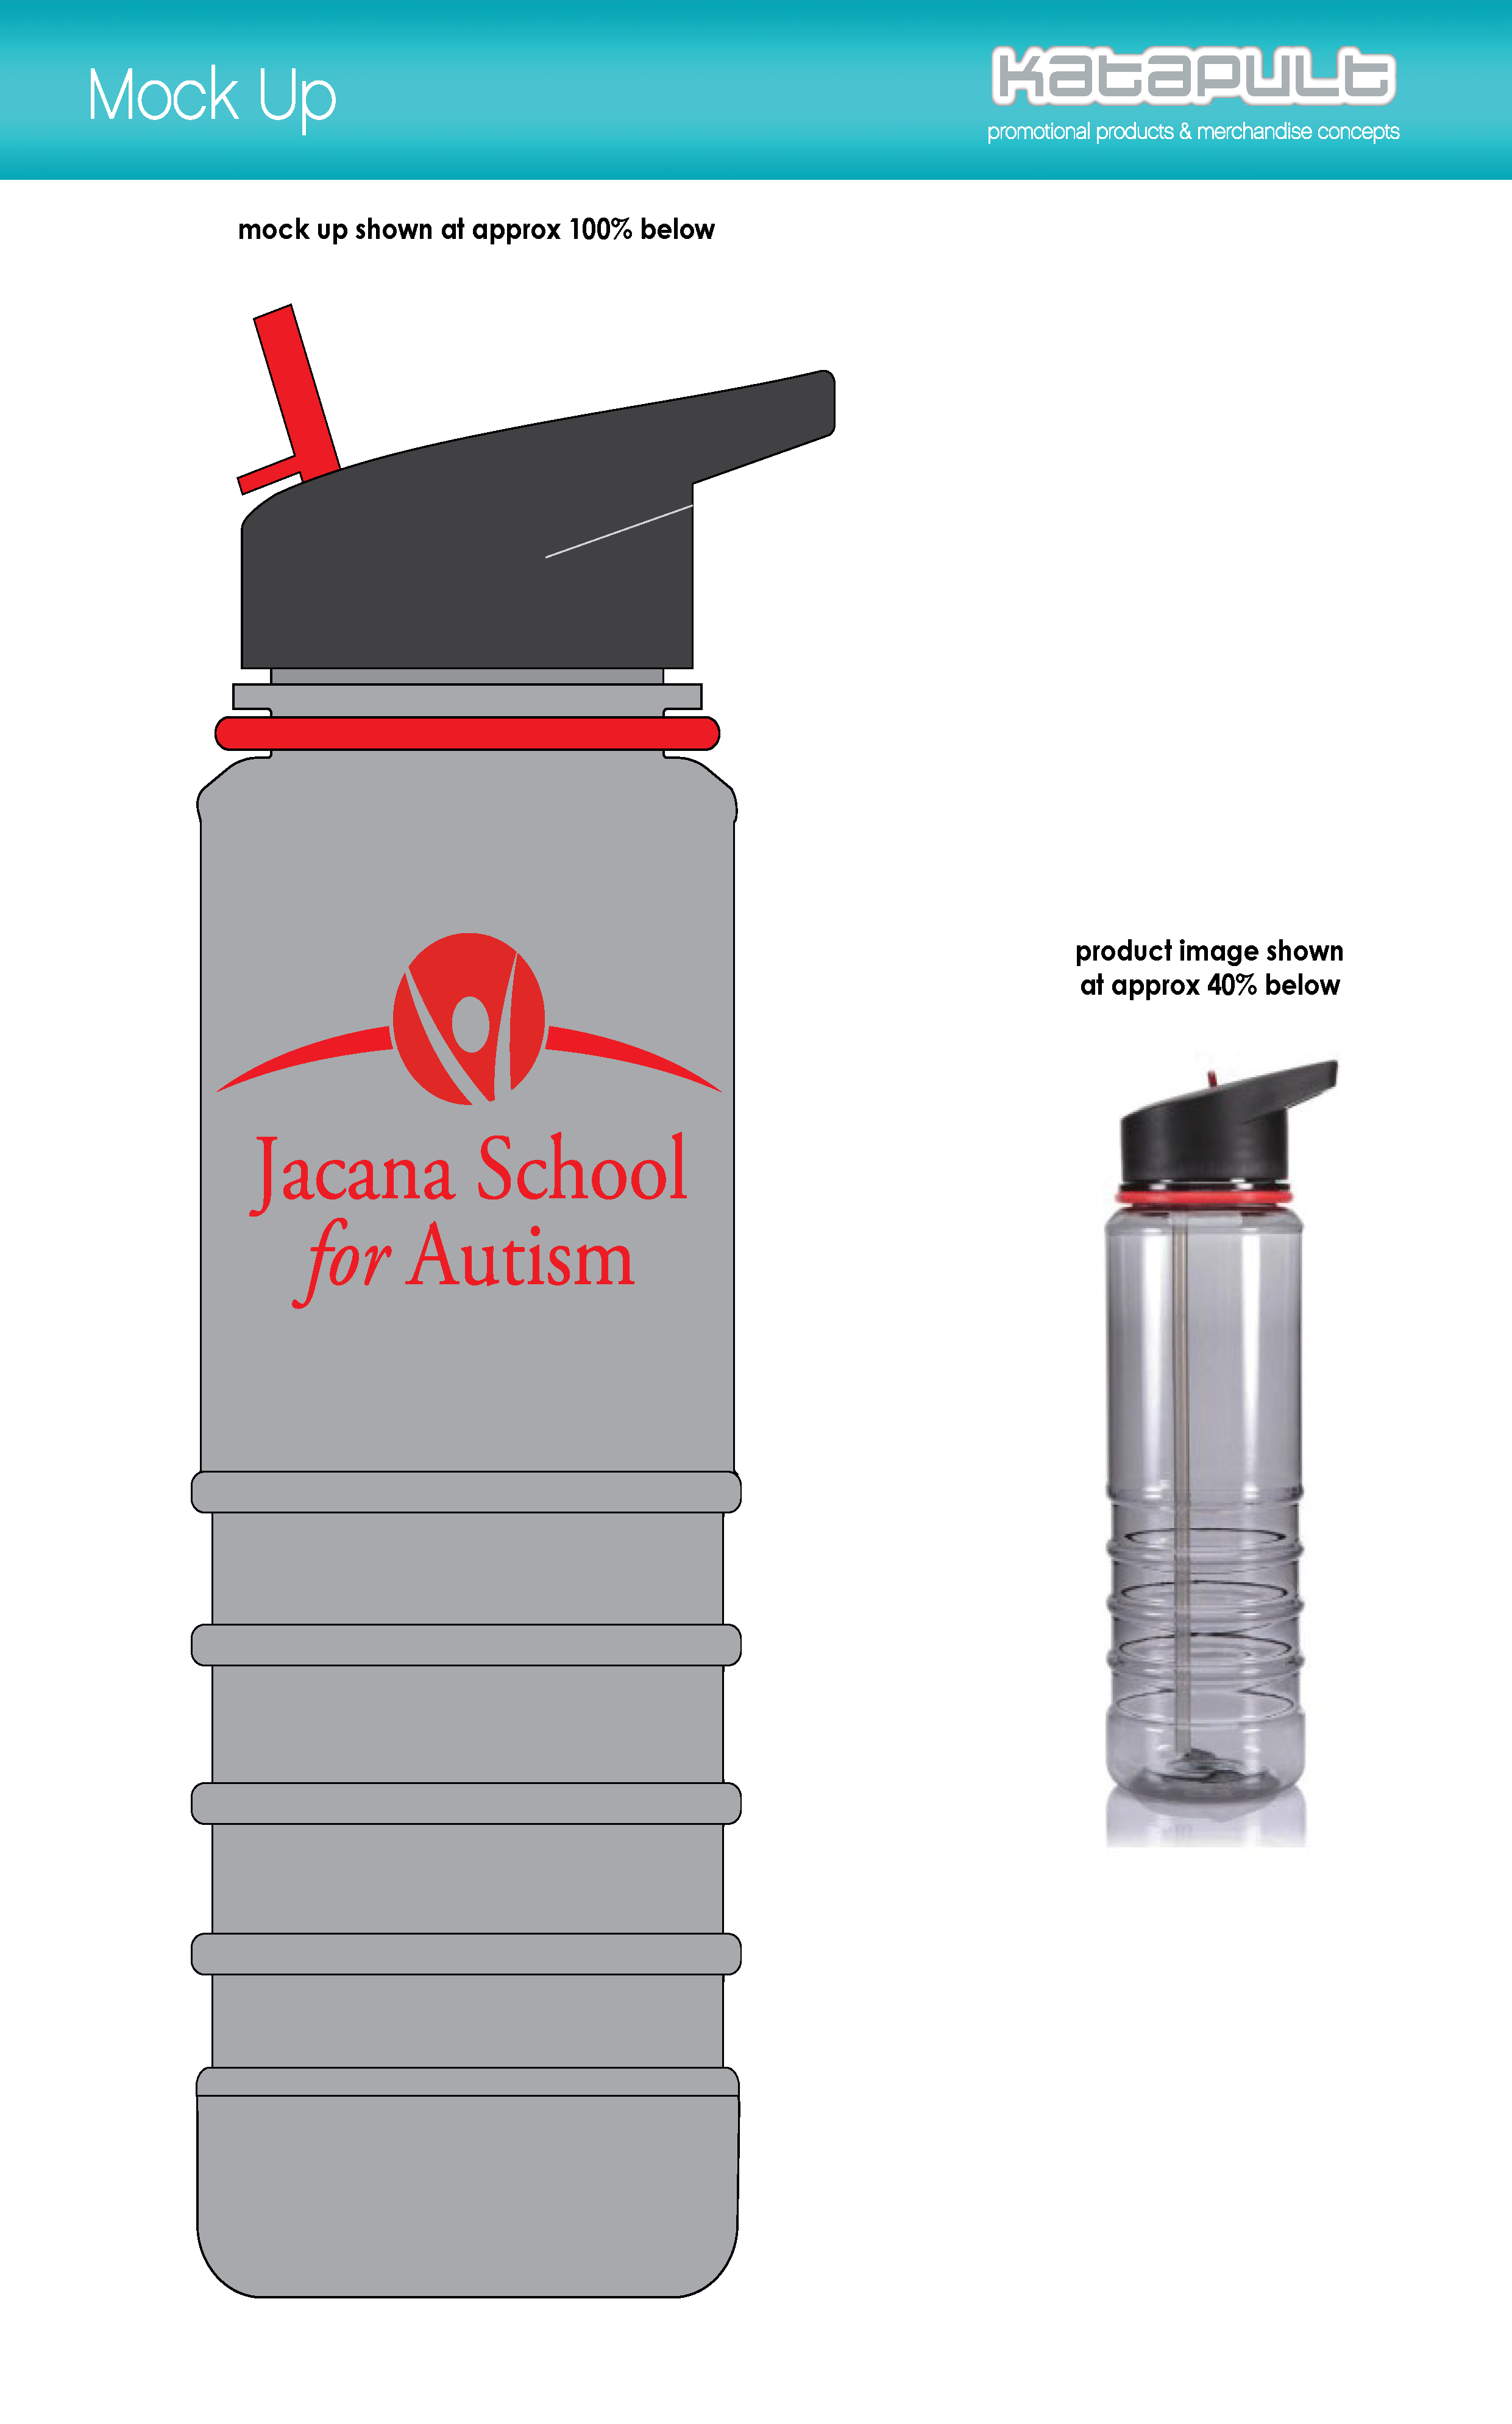 Mock Up
katapult
promotional products & merchandise concepts
mock up shown at approx 100% below
Jacana School
for Autism
product image shown
at approx 40% below